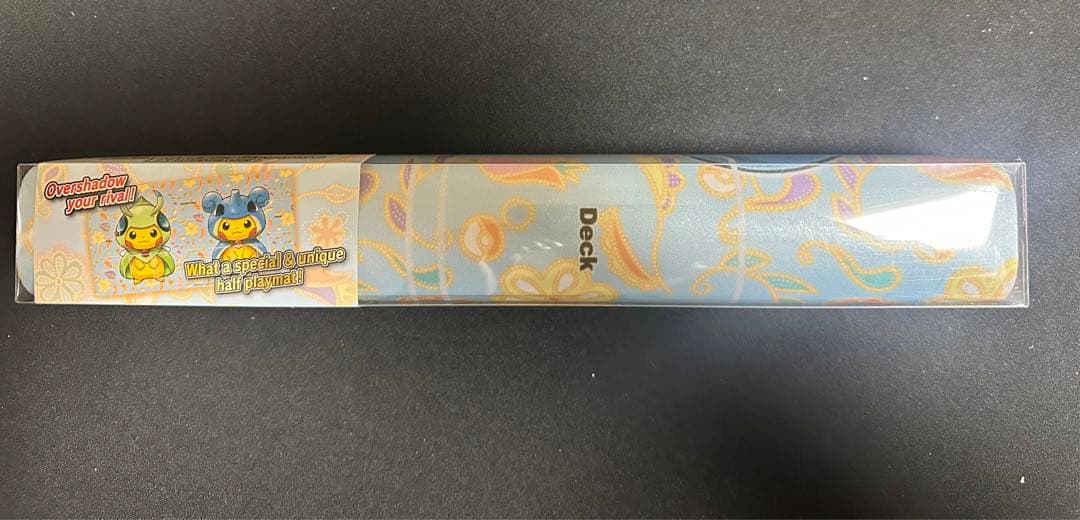 Overshadow
your rival!
What a special & unique
half playmat!
Deck